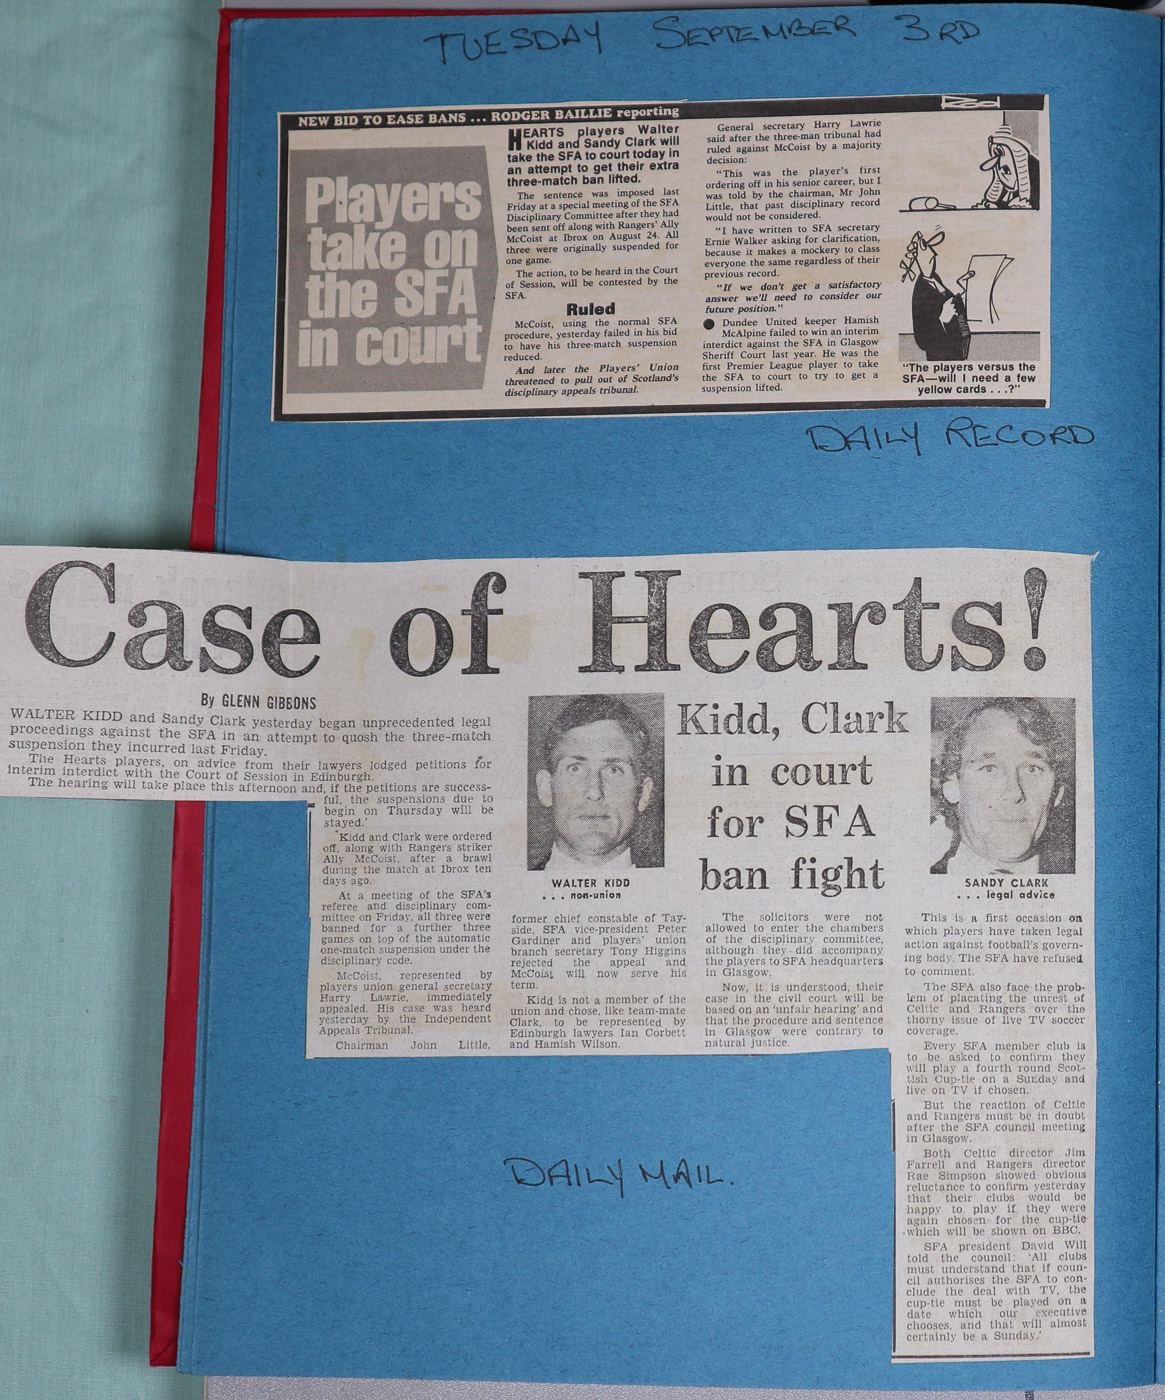 TUESDAY SEPTEMBER 3RD
NEW BID TO EASE BANS ... RODGER BAILLIE reporting
Players
take on
the SFA
in court
HEARTS players Walter
Kidd and Sandy Clark will
take the SFA to court today in
an attempt to get their extra
three-match ban lifted.
The sentence was imposed last
Friday at a special meeting of the SFA
Disciplinary Committee after they had
been sent off along with Rangers' Ally
McCoist at Ibrox on August 24. All
three were originally suspended for
one game.
The action, to be heard in the Court
of Session, will be contested by the
SFA.
Ruled
McCoist, using the normal SFA
procedure, yesterday failed in his bid
to have his three-match suspension
reduced.
And later the Players' Union
threatened to pull out of Scotland's
disciplinary appeals tribunal.
General secretary Harry Lawrie
said after the three-man tribunal had
ruled against McCoist by a majority
decision:
"This was the player's first
ordering off in his senior career, but I
was told by the chairman, Mr John
Little, that past disciplinary record
would not be considered.
"I have written to SFA secretary
Ernie Walker asking for clarification,
because it makes a mockery to class
everyone the same regardless of their
previous record.
"If we don't get a satisfactory
answer we'll need to consider our
future position."
● Dundee United keeper Hamish
McAlpine failed to win an interim
interdict against the SFA in Glasgow
Sheriff Court last year. He was the
first Premier League player to take
the SFA to court to try to get a
suspension lifted.
"The players versus the
SFA—will I need a few
yellow cards . . .?"
DAILY RECORD
Case of Hearts!
By GLENN GIBBONS
WALTER KIDD and Sandy Clark yesterday began unprecedented legal
proceedings against the SFA in an attempt to quosh the three-match
suspension they incurred last Friday.
The Hearts players, on advice from their lawyers lodged petitions for
interim interdict with the Court of Session in Edinburgh.
The hearing will take place this afternoon and, if the petitions are success-
ful, the suspensions due to
begin on Thursday will be
stayed.'
Kidd and Clark were ordered
off, along with Rangers striker
Ally McCoist, after a brawl
during the match at Ibrox ten
days ago.
At a meeting of the SFA's
referee and disciplinary com-
mittee on Friday, all three were
banned for a further three
games on top of the automatic
one-match suspension under the
disciplinary code.
McCoist, represented by
players union general secretary
Harry Lawrie, immediately
appealed. His case was heard
yesterday by the Independent
Appeals Tribunal.
Chairman John Little,
WALTER KIDD
. . . non-union
former chief constable of Tay-
side, SFA vice-president Peter
Gardiner and players' union
branch secretary Tony Higgins
rejected the appeal and
McCoist will now serve his
term.
Kidd is not a member of the
union and chose, like team-mate
Clark, to be represented by
Edinburgh lawyers Ian Corbett
and Hamish Wilson.
Kidd, Clark
in court
for SFA
ban fight
The solicitors were not
allowed to enter the chambers
of the disciplinary committee,
although they did accompany
the players to SFA headquarters
in Glasgow.
Now, it is understood, their
case in the civil court will be
based on an 'unfair hearing' and
that the procedure and sentence
in Glasgow were contrary to
natural justice.
SANDY CLARK
. . . legal advice
This is a first occasion on
which players have taken legal
action against football's govern-
ing body. The SFA have refused
to comment.
The SFA also face the prob-
lem of placating the unrest of
Celtic and Rangers over the
thorny issue of live TV soccer
coverage.
Every SFA member club is
to be asked to confirm they
will play a fourth round Scot-
tish Cup-tie on a Sunday and
live on TV if chosen.
But the reaction of Celtic
and Rangers must be in doubt
after the SFA council meeting
in Glasgow.
Both Celtic director Jim
Farrell and Rangers director
Rae Simpson showed obvious
reluctance to confirm yesterday
that their clubs would be
happy to play if they were
again chosen for the cup-tie
which will be shown on BBC.
SFA president David Will
told the council: 'All clubs
must understand that if coun-
cil authorises the SFA to con-
clude the deal with TV, the
cup-tie must be played on a
date which our executive
chooses, and that will almost
certainly be a Sunday.'
DAILY MAIL.